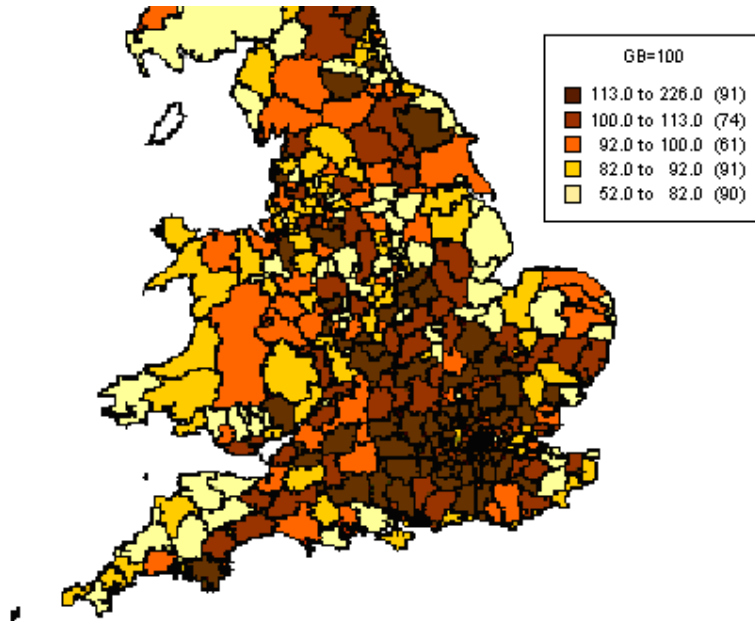 GB=100
113.0 to 226.0 (91)
100.0 to 113.0 (74)
92.0 to 100.0 (61)
82.0 to 92.0 (91)
52.0 to 82.0 (90)